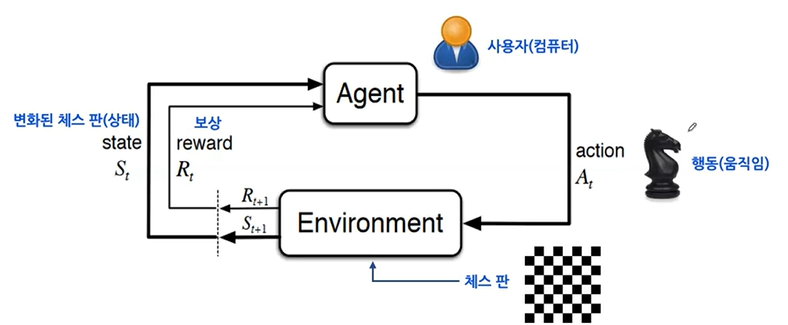 사용자(컴퓨터)
Agent
변화된 체스 판(상태)
state
S_t
보상
reward
R_t
action
A_t
행동(움직임)
R_{t+1}
S_{t+1}
Environment
체스 판